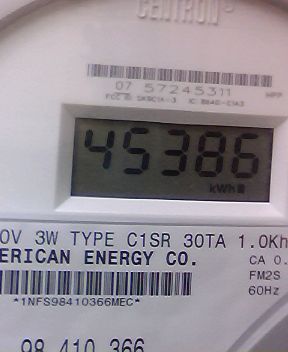 CENTRON
07 57245311
45386
kWh
0V 3W TYPE C1SR 30TA 1.0Kh
ERICAN ENERGY CO.
CA 0.
FM2S
60Hz
*1NFS98410366MEC*
98 410 366